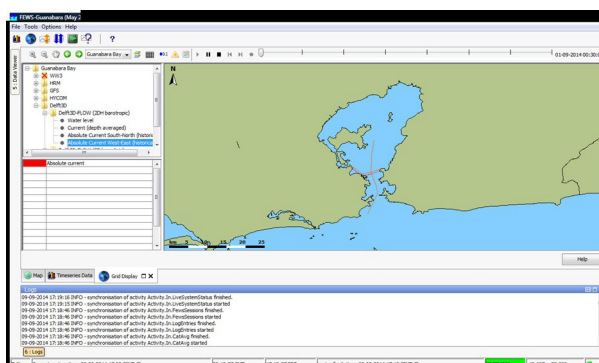 FEWS-Guanabara (May 2
File Tools Options Help
Guanabara Bay
01-09-2014 00:30:0
5 : Data Viewer
Guanabara Bay
WW3
HRM
GFS
HYCOM
Delft3D
Delft3D-FLOW (2DH barotropic)
Water level
Current (depth averaged)
Absolute Current South-North (historic
Absolute Current West-East (historica
Absolute current
N
km 5 10 15 20 25
Help
Map Timeseries Data Grid Display
Logs
09-09-2014 17:19:16 INFO - synchronisation of activity Activity.In.LiveSystemStatus finished.
09-09-2014 17:19:15 INFO - synchronisation of activity Activity.In.LiveSystemStatus started
09-09-2014 17:18:46 INFO - synchronisation of activity Activity.In.FewsSessions finished.
09-09-2014 17:18:46 INFO - synchronisation of activity Activity.In.FewsSessions started
09-09-2014 17:18:46 INFO - synchronisation of activity Activity.In.LogEntries finished.
09-09-2014 17:18:46 INFO - synchronisation of activity Activity.In.LogEntries started
09-09-2014 17:18:46 INFO - synchronisation of activity Activity.In.CatAvg finished.
09-09-2014 17:18:46 INFO - synchronisation of activity Activity.In.CatAvg started
6 : Logs